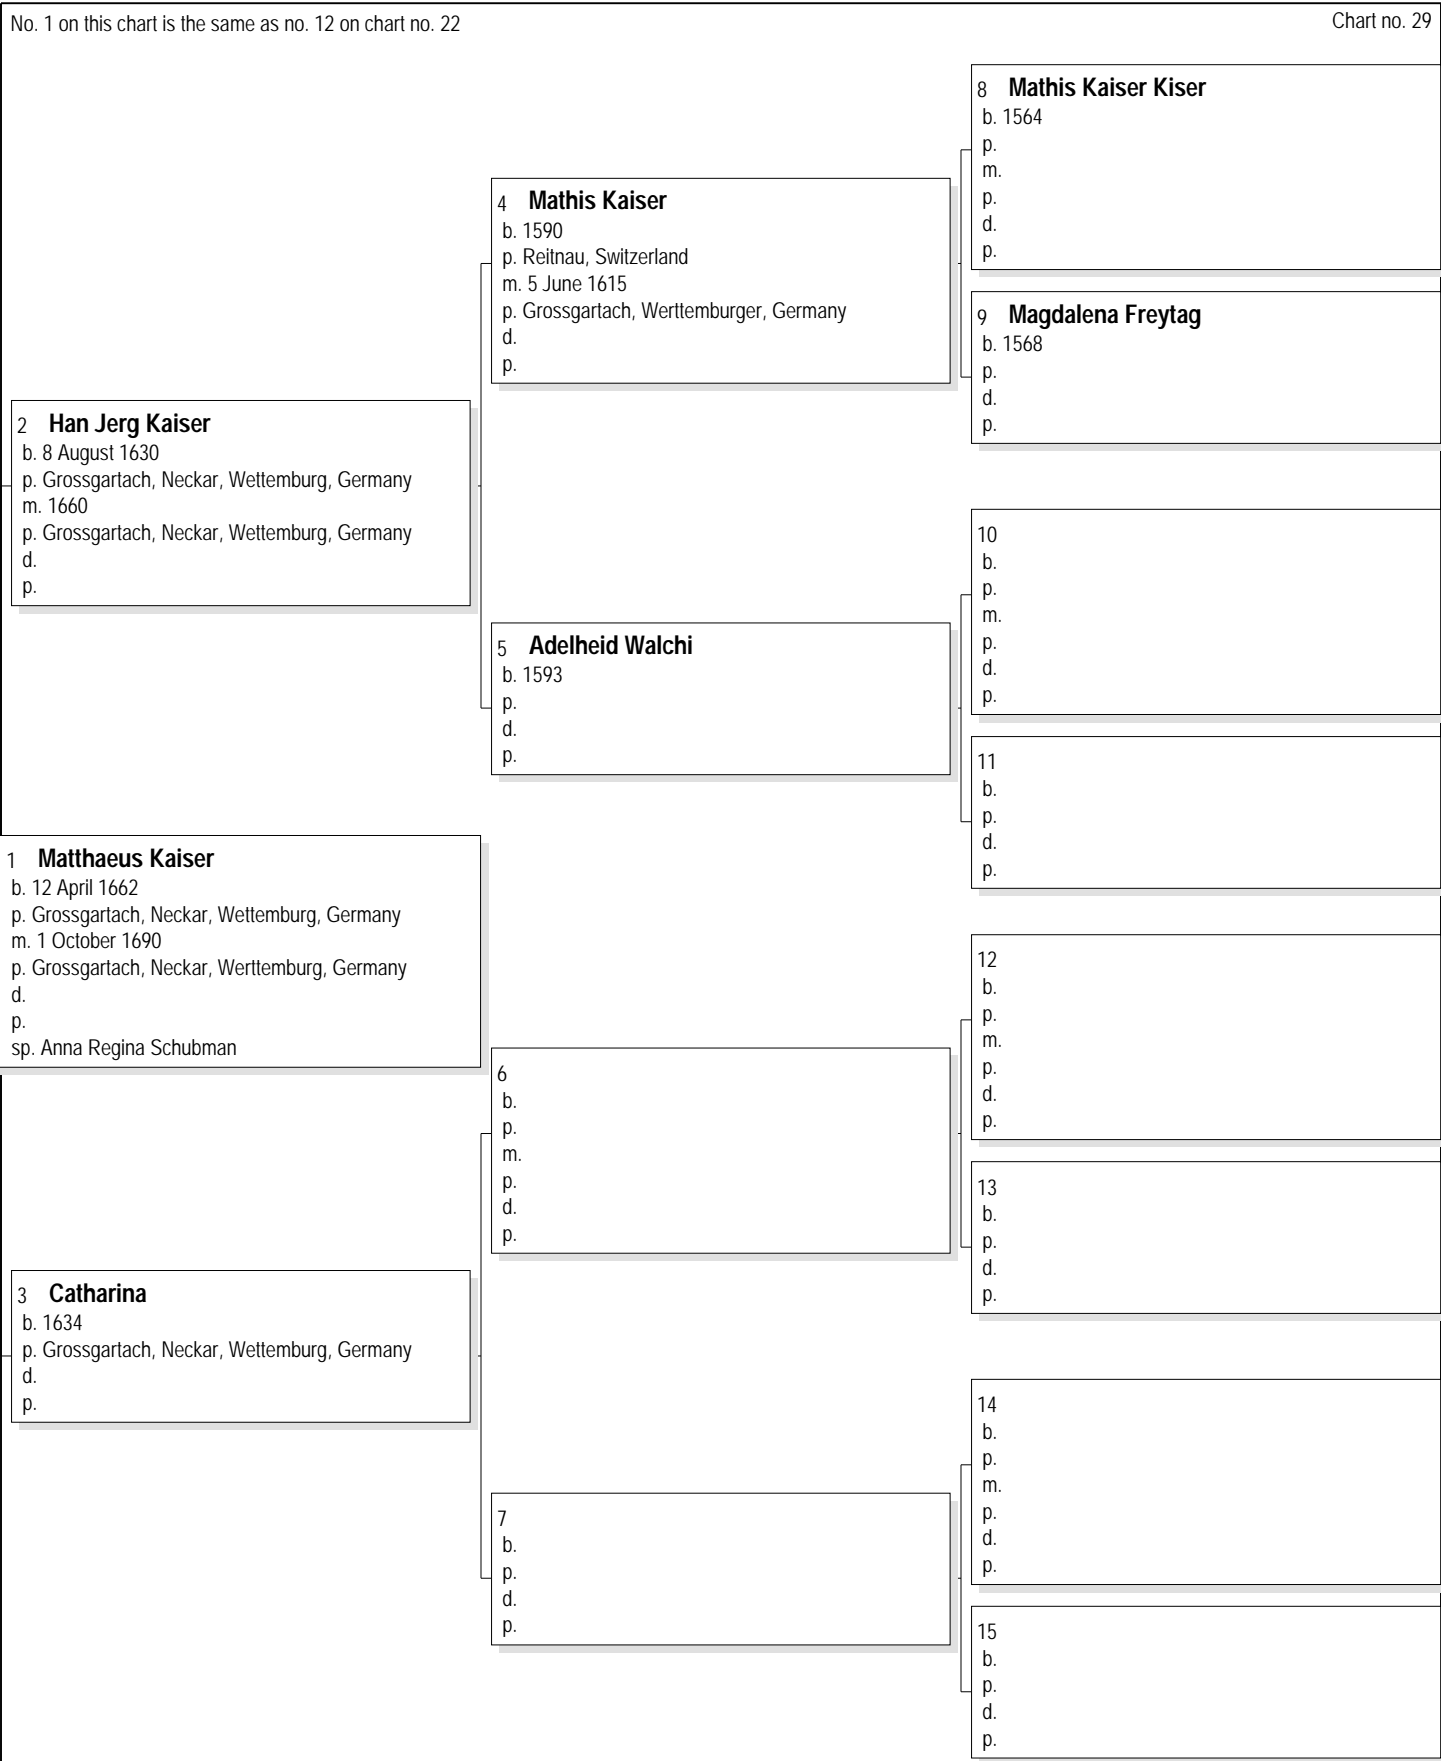 No. 1 on this chart is the same as no. 12 on chart no. 22
Chart no. 29
8 Mathis Kaiser Kiser
b. 1564
p.
m.
p.
d.
p.
4 Mathis Kaiser
b. 1590
p. Reitnau, Switzerland
m. 5 June 1615
p. Grossgartach, Werttemburger, Germany
d.
p.
9 Magdalena Freytag
b. 1568
p.
d.
p.
2 Han Jerg Kaiser
b. 8 August 1630
p. Grossgartach, Neckar, Wettemburg, Germany
m. 1660
p. Grossgartach, Neckar, Wettemburg, Germany
d.
p.
10
b.
p.
m.
p.
d.
p.
5 Adelheid Walchi
b. 1593
p.
d.
p.
11
b.
p.
d.
p.
1 Matthaeus Kaiser
b. 12 April 1662
p. Grossgartach, Neckar, Wettemburg, Germany
m. 1 October 1690
p. Grossgartach, Neckar, Werttemburg, Germany
d.
p.
sp. Anna Regina Schubman
12
b.
p.
m.
p.
d.
p.
6
b.
p.
m.
p.
d.
p.
13
b.
p.
d.
p.
3 Catharina
b. 1634
p. Grossgartach, Neckar, Wettemburg, Germany
d.
p.
14
b.
p.
m.
p.
d.
p.
7
b.
p.
d.
p.
15
b.
p.
d.
p.